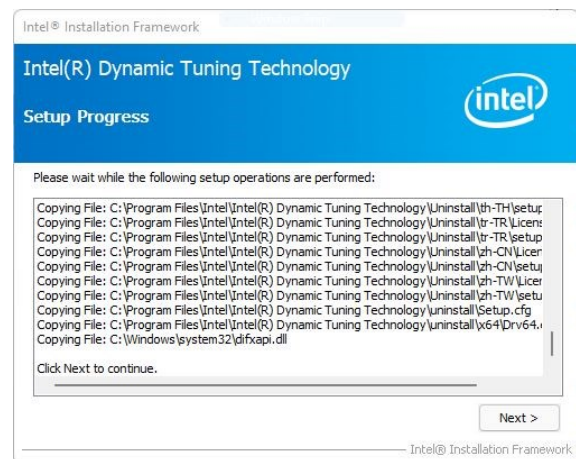 Intel® Installation Framework
Intel(R) Dynamic Tuning Technology
intel
Setup Progress
Please wait while the following setup operations are performed:
Copying File: C:\Program Files\Intel\Intel(R) Dynamic Tuning Technology\Uninstall\th-TH\setup
Copying File: C:\Program Files\Intel\Intel(R) Dynamic Tuning Technology\Uninstall\tr-TR\Licens
Copying File: C:\Program Files\Intel\Intel(R) Dynamic Tuning Technology\Uninstall\tr-TR\setup
Copying File: C:\Program Files\Intel\Intel(R) Dynamic Tuning Technology\Uninstall\zh-CN\Licen
Copying File: C:\Program Files\Intel\Intel(R) Dynamic Tuning Technology\Uninstall\zh-CN\setu
Copying File: C:\Program Files\Intel\Intel(R) Dynamic Tuning Technology\Uninstall\zh-TW\Licen
Copying File: C:\Program Files\Intel\Intel(R) Dynamic Tuning Technology\Uninstall\zh-TW\setu
Copying File: C:\Program Files\Intel\Intel(R) Dynamic Tuning Technology\uninstall\Setup.cfg
Copying File: C:\Program Files\Intel\Intel(R) Dynamic Tuning Technology\uninstall\x64\Drv64.
Copying File: C:\Windows\system32\difxapi.dll
Click Next to continue.
Next >
Intel® Installation Framework